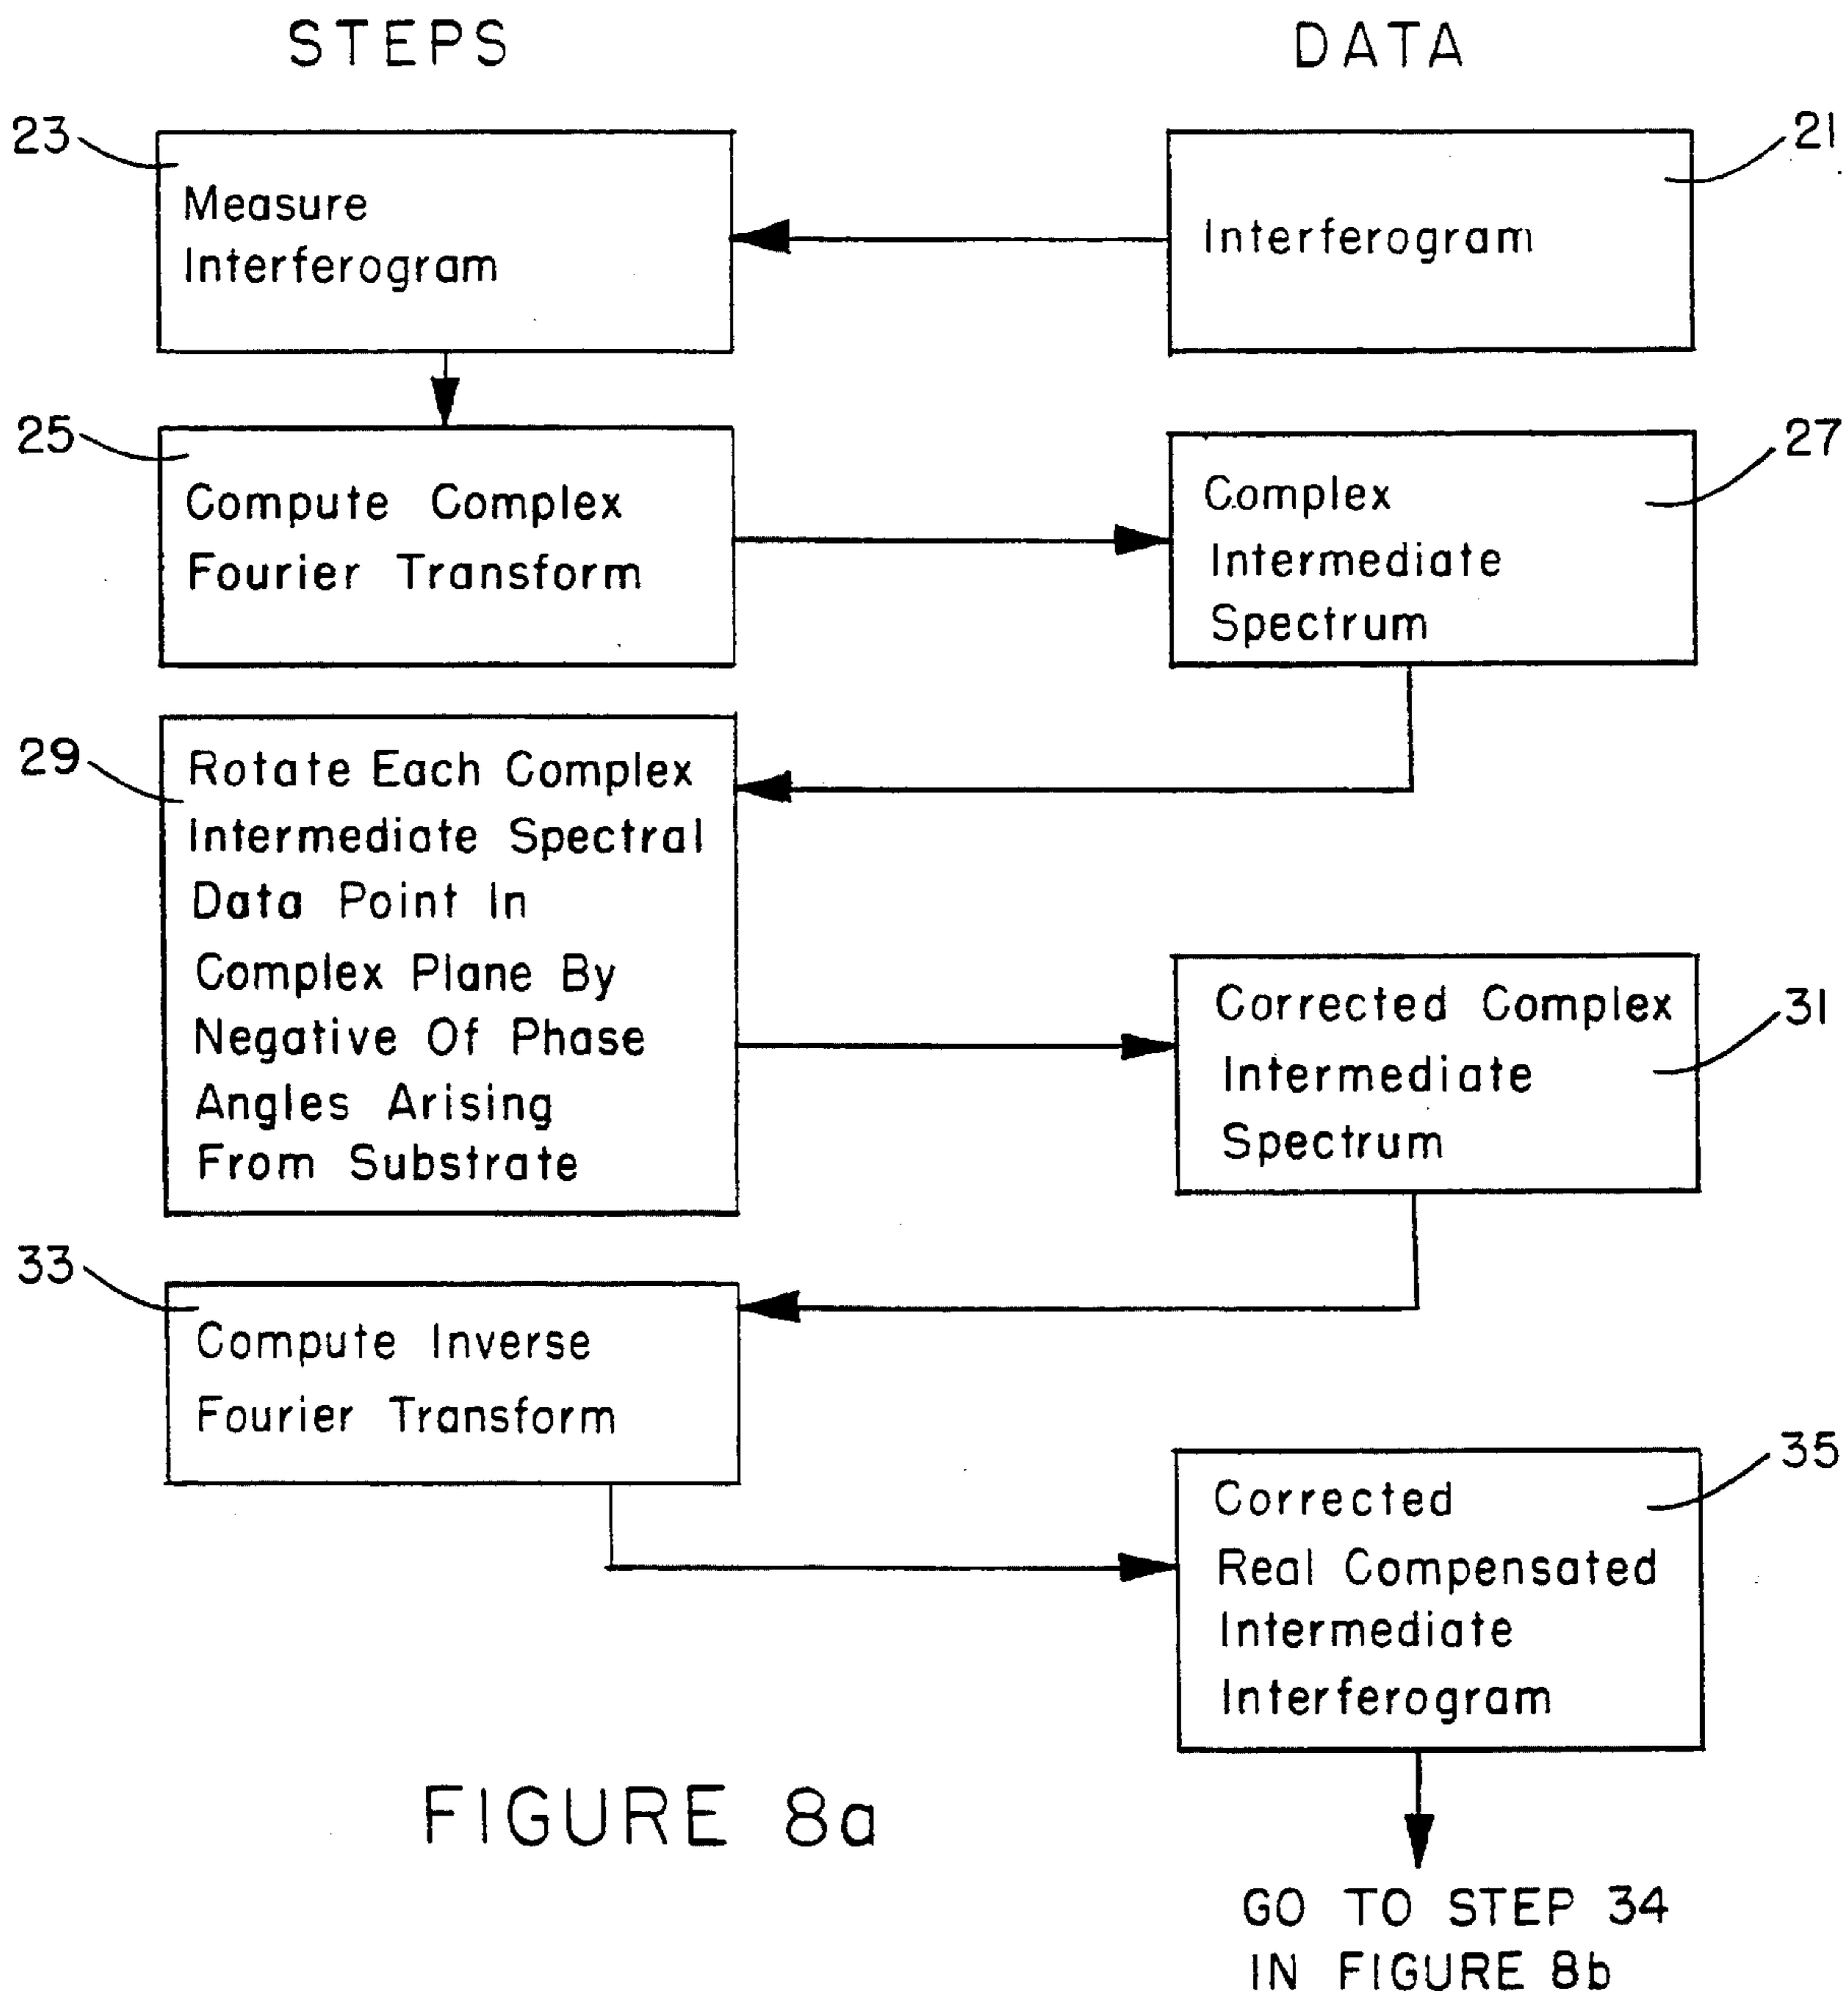 STEPS
DATA
23
Measure
Interferogram
21
Interferogram
25
Compute Complex
Fourier Transform
27
Complex
Intermediate
Spectrum
29
Rotate Each Complex
Intermediate Spectral
Data Point In
Complex Plane By
Negative Of Phase
Angles Arising
From Substrate
31
Corrected Complex
Intermediate
Spectrum
33
Compute Inverse
Fourier Transform
35
Corrected
Real Compensated
Intermediate
Interferogram
FIGURE 8a
GO TO STEP 34
IN FIGURE 8b